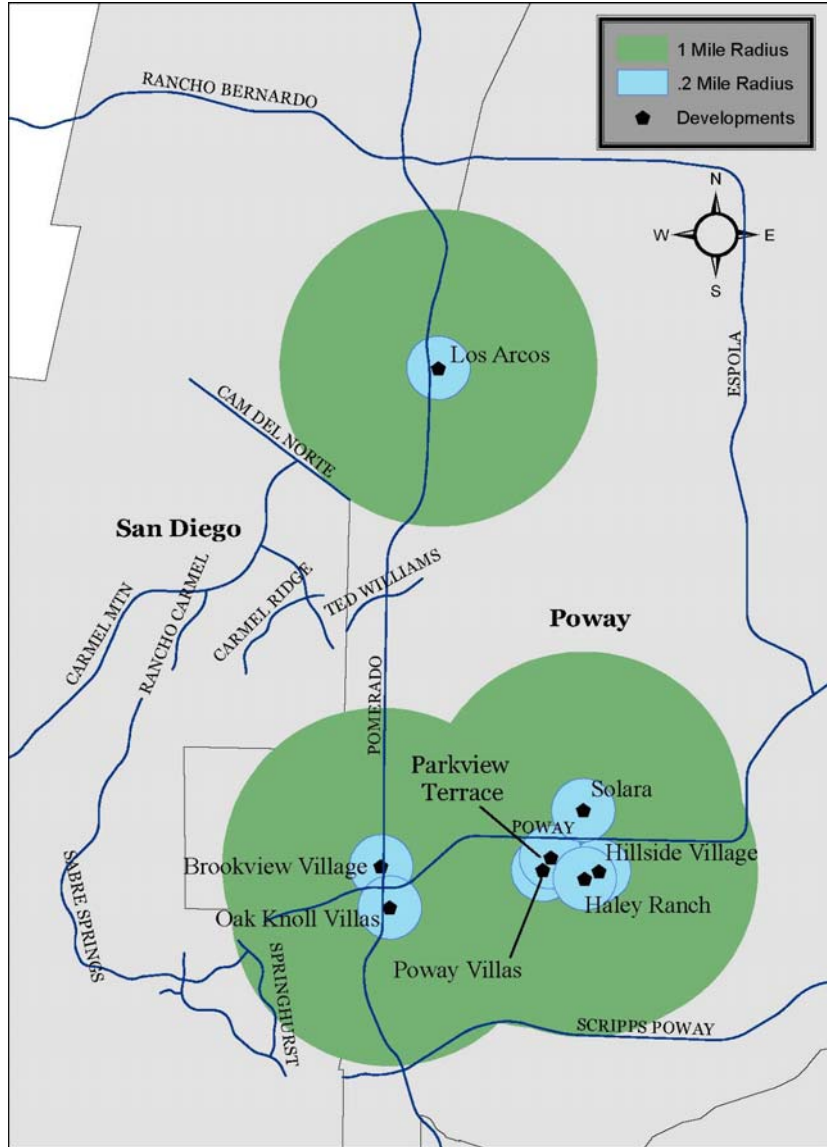 1 Mile Radius
.2 Mile Radius
Developments
RANCHO BERNARDO
N
W
E
S
Los Arcos
ESPOLA
CAM DEL NORTE
San Diego
CARMEL MTN
RANCHO CARMEL
CARMEL RIDGE
TED WILLIAMS
Poway
POMERADO
Parkview
Terrace
Solara
POWAY
Brookview Village
Hillside Village
Oak Knoll Villas
Haley Ranch
Poway Villas
SABRE SPRINGS
SPRINGHURST
SCRIPPS POWAY